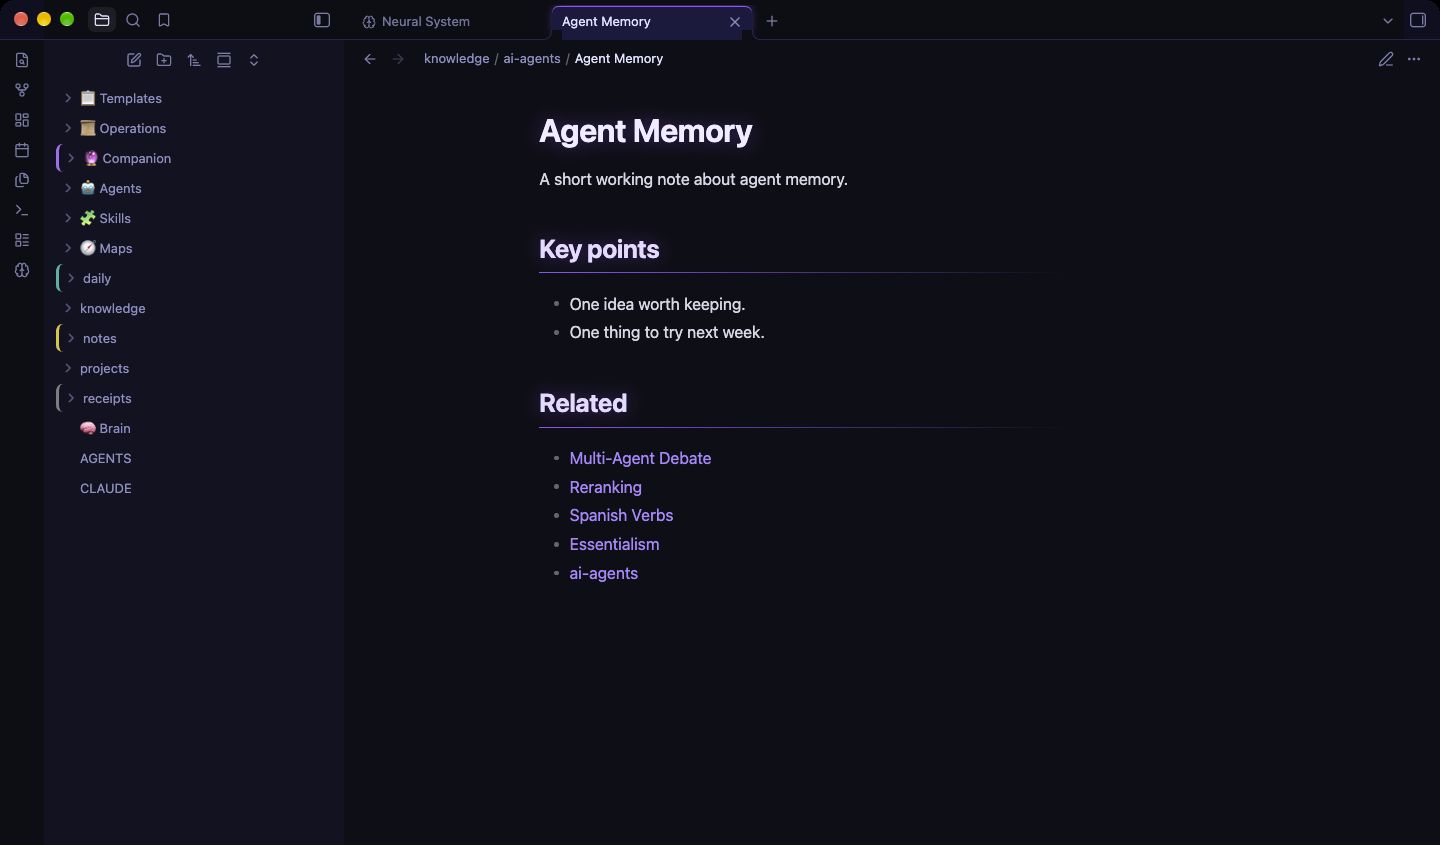 Neural System
Agent Memory
knowledge / ai-agents / Agent Memory
Templates
Operations
Companion
Agents
Skills
Maps
daily
knowledge
notes
projects
receipts
Brain
AGENTS
CLAUDE
Agent Memory
A short working note about agent memory.
Key points
One idea worth keeping.
One thing to try next week.
Related
Multi-Agent Debate
Reranking
Spanish Verbs
Essentialism
ai-agents